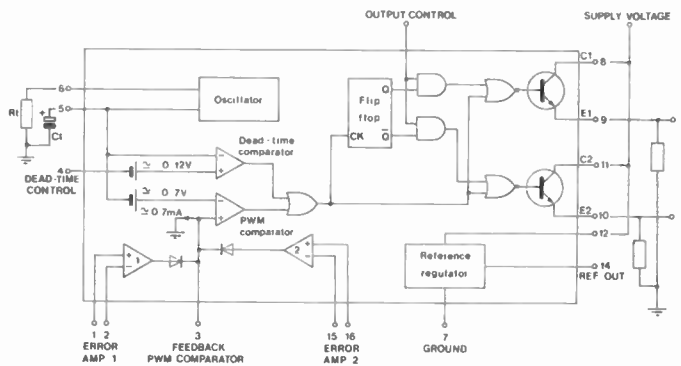 OUTPUT CONTROL
SUPPLY VOLTAGE
C1
8
6
Oscillator
Rt
5
+
Ct
Q
Flip
flop
CK
Q̅
E1
9
Dead-time
comparator
≃ 0.12V
4
DEAD-TIME
CONTROL
−
+
C2
11
≃ 0.7V
≃ 0.7mA
−
+
PWM
comparator
E2
10
12
+
−
1
2
+
−
Reference
regulator
14
REF OUT
1 2
ERROR
AMP 1
3
FEEDBACK
PWM COMPARATOR
15 16
ERROR
AMP 2
7
GROUND